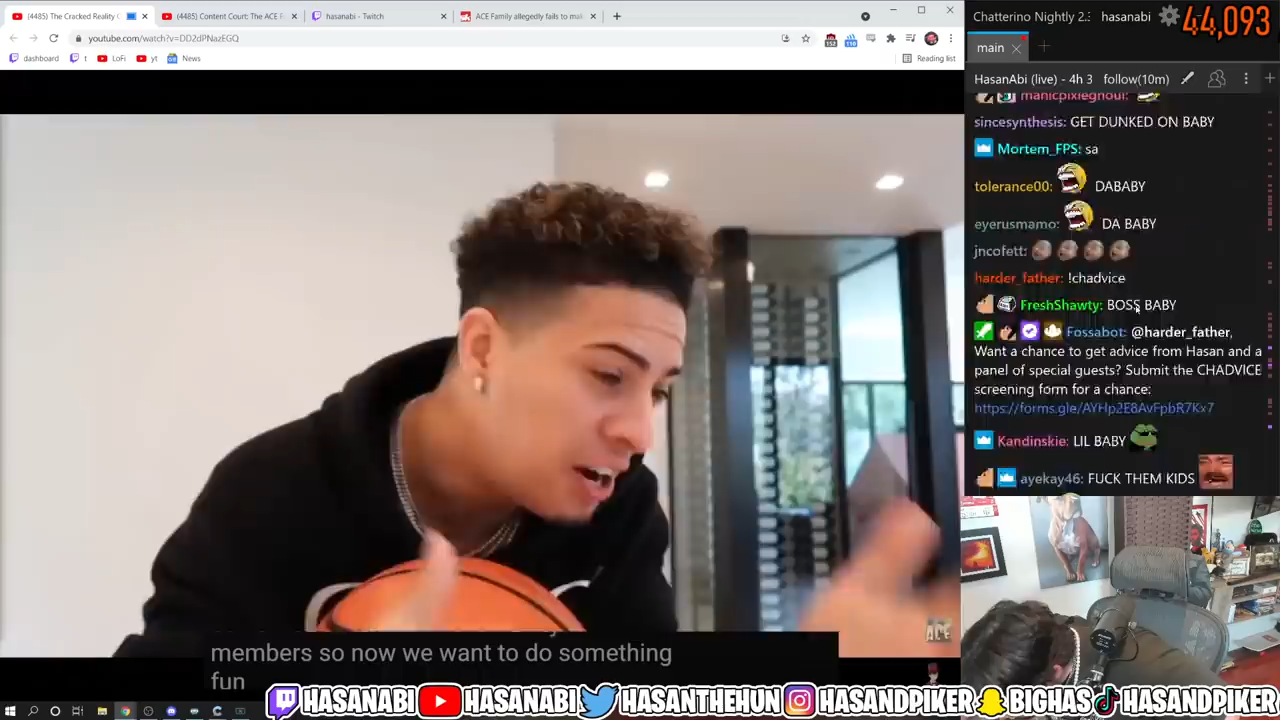 (4485) The Cracked Reality
(4485) Content Court: The ACE F
hasanabi - Twitch
ACE Family allegedly fails to mak
youtube.com/watch?v=DD2dPNazEGQ
dashboard
t
LoFi
yt
News
Reading list
Chatterino Nightly 2.
hasanabi
44,093
main
HasanAbi (live) - 4h 3
follow(10m)
manicpixieghoul:
sincesynthesis: GET DUNKED ON BABY
Mortem_FPS: sa
tolerance00: DABABY
eyerusmamo: DA BABY
jncofett:
harder_father: !chadvice
FreshShawty: BOSS BABY
Fossabot: @harder_father,
Want a chance to get advice from Hasan and a
panel of special guests? Submit the CHADVICE
screening form for a chance:
https://forms.gle/AYHp2E8AvFpbR7Kx7
Kandinskie: LIL BABY
ayekay46: FUCK THEM KIDS
ACE
members so now we want to do something
fun
HASANABI
HASANABI
HASANTHEHUN
HASANDPIKER
BIGHAS
HASANDPIKER